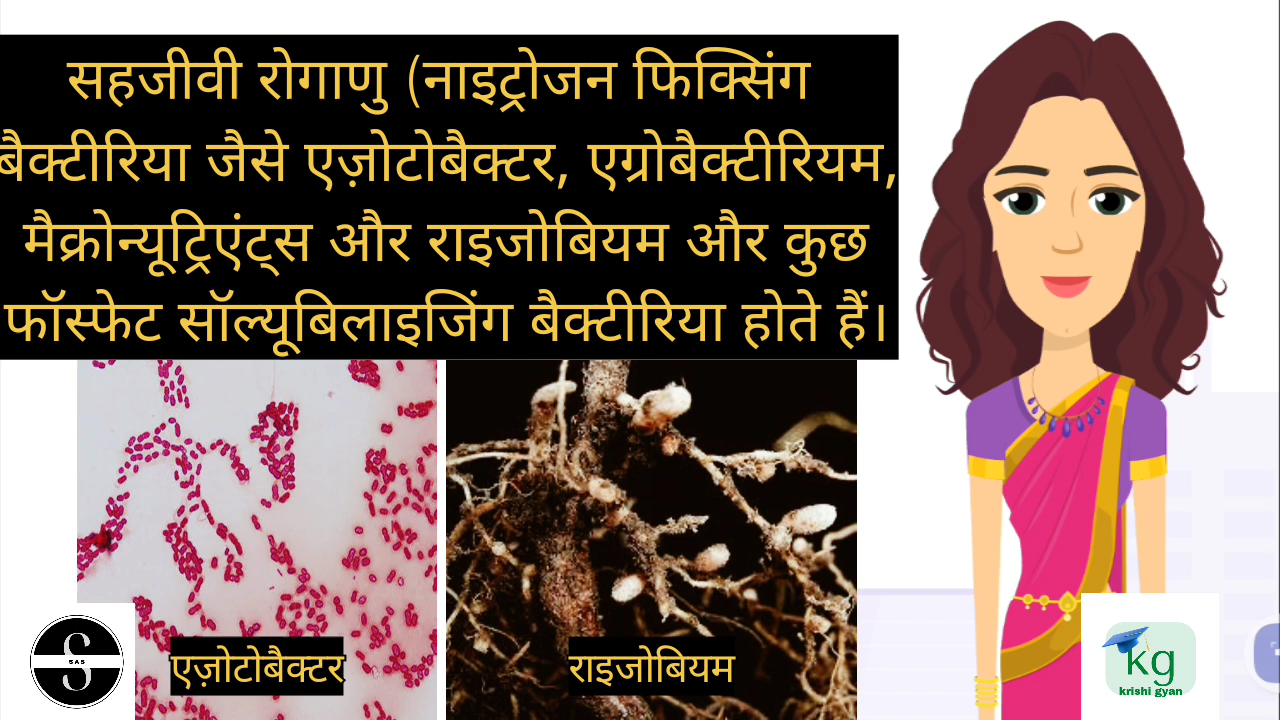 सहजीवी रोगाणु (नाइट्रोजन फिक्सिंग
बैक्टीरिया जैसे एज़ोटोबैक्टर, एग्रोबैक्टीरियम,
मैक्रोन्यूट्रिएंट्स और राइजोबियम और कुछ
फॉस्फेट सॉल्यूबिलाइजिंग बैक्टीरिया होते हैं।
एज़ोटोबैक्टर
राइजोबियम
S
SAS
kg
krishi gyan